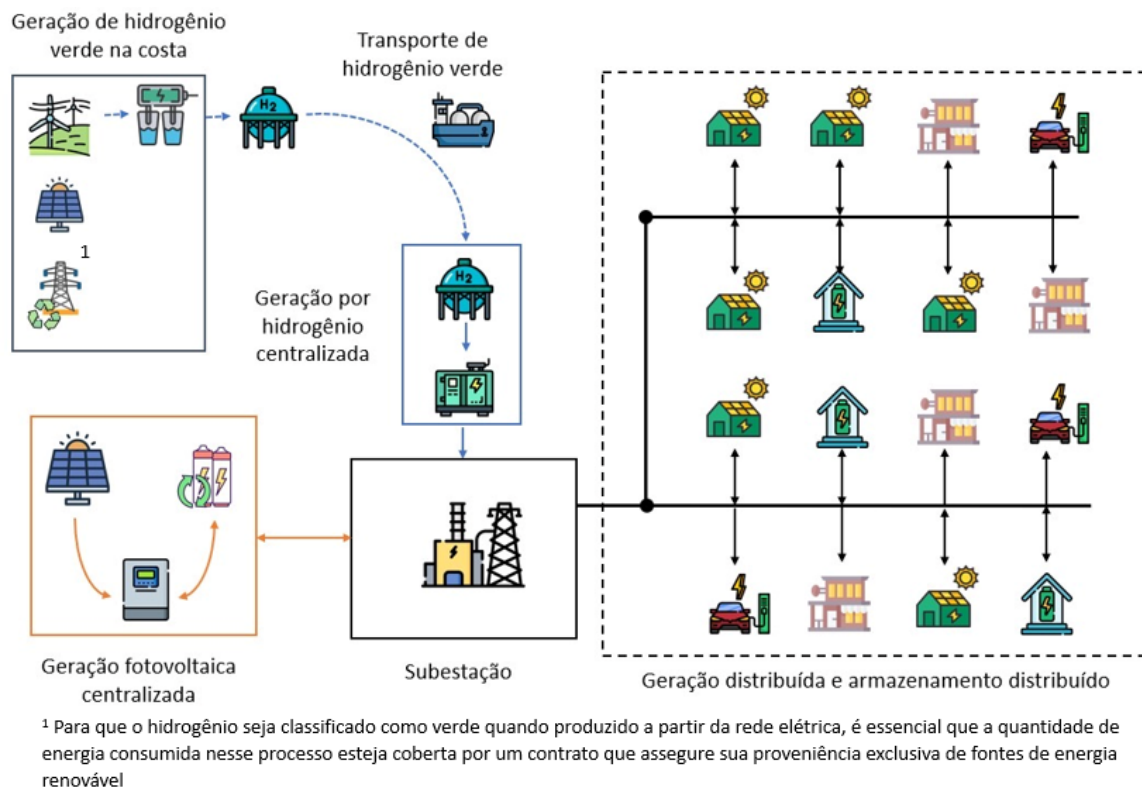 Geração de hidrogênio
verde na costa
Transporte de
hidrogênio verde
H2
1
H2
Geração por
hidrogênio
centralizada
Geração fotovoltaica
centralizada
Subestação
Geração distribuída e armazenamento distribuído
¹ Para que o hidrogênio seja classificado como verde quando produzido a partir da rede elétrica, é essencial que a quantidade de
energia consumida nesse processo esteja coberta por um contrato que assegure sua proveniência exclusiva de fontes de energia
renovável